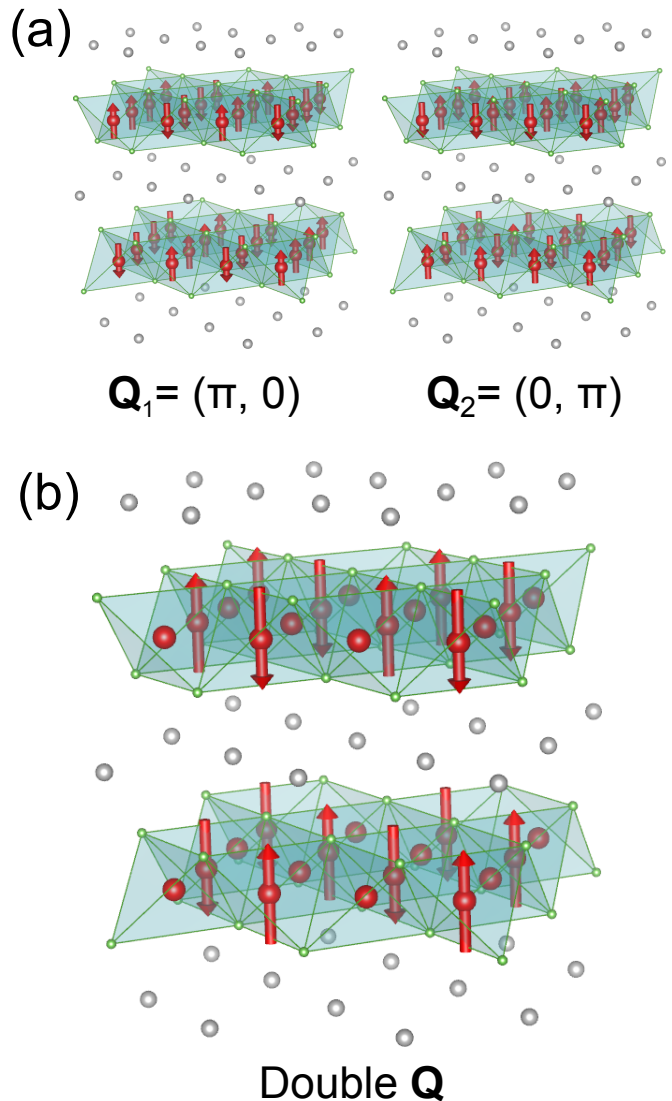 (a)
Q₁= (π, 0) Q₂= (0, π)
(b)
Double Q